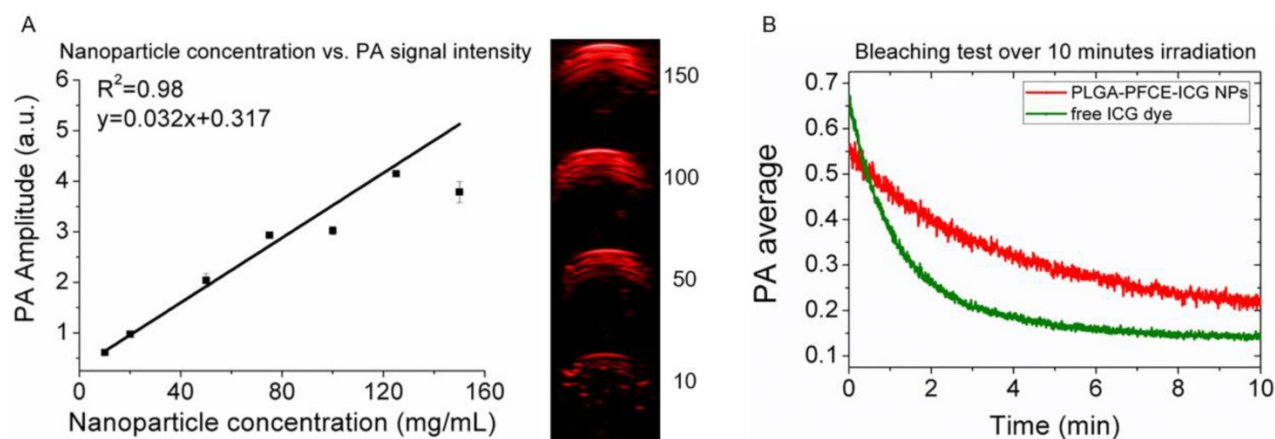 A
Nanoparticle concentration vs. PA signal intensity
R²=0.98
y=0.032x+0.317
PA Amplitude (a.u.)
6
5
4
3
2
1
0
40
80
120
160
Nanoparticle concentration (mg/mL)
150
100
50
10
B
Bleaching test over 10 minutes irradiation
PLGA-PFCE-ICG NPs
free ICG dye
PA average
0.7
0.6
0.5
0.4
0.3
0.2
0.1
0
2
4
6
8
10
Time (min)